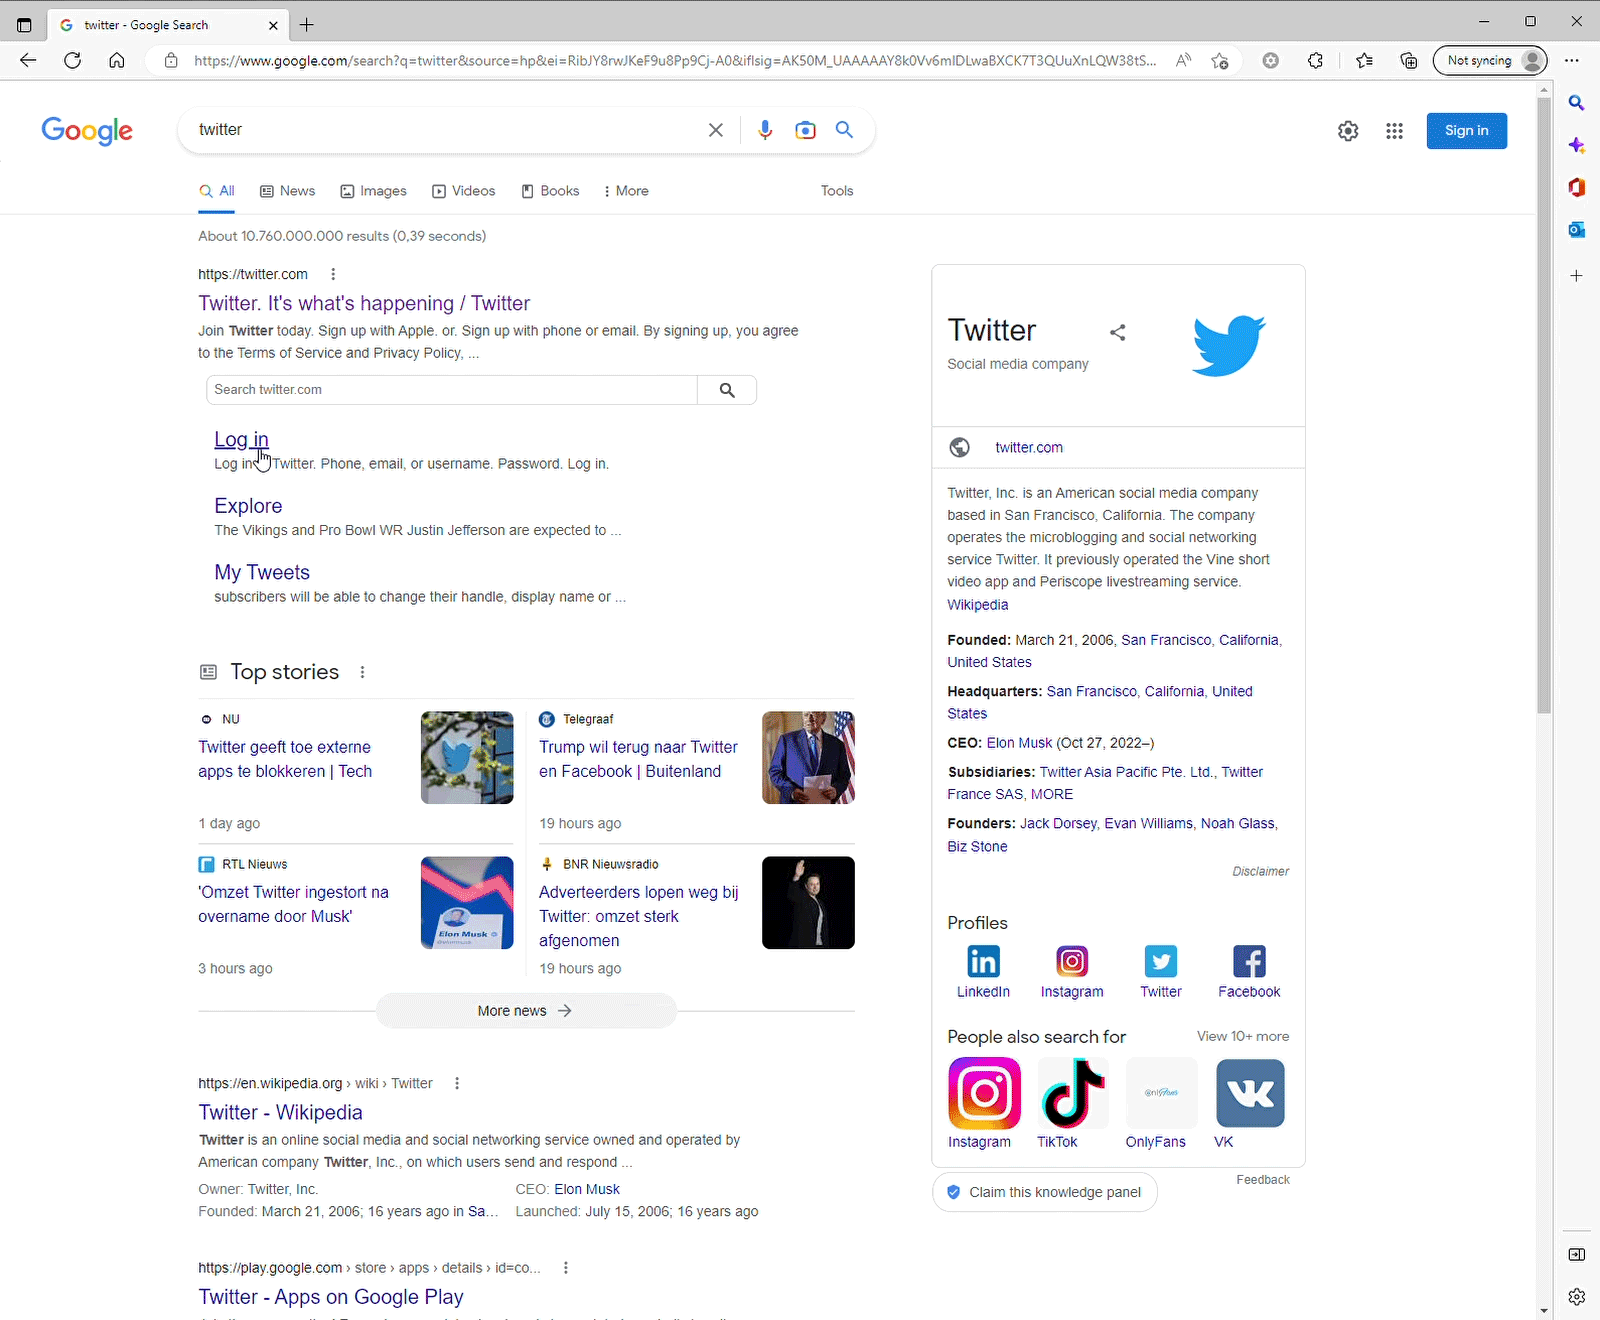 twitter - Google Search
https://www.google.com/search?q=twitter&source=hp&ei=RibJY8rwJKeF9u8Pp9Cj-A0&iflsig=AK50M_UAAAAAY8k0Vv6mIDLwaBXCK7T3QUuXnLQW38tS...
Not syncing
Google
twitter
Sign in
All
News
Images
Videos
Books
More
Tools
About 10.760.000.000 results (0,39 seconds)
https://twitter.com
Twitter. It's what's happening / Twitter
Join Twitter today. Sign up with Apple. or. Sign up with phone or email. By signing up, you agree
to the Terms of Service and Privacy Policy, ...
Search twitter.com
Log in
Log in Twitter. Phone, email, or username. Password. Log in.
Explore
The Vikings and Pro Bowl WR Justin Jefferson are expected to ...
My Tweets
subscribers will be able to change their handle, display name or ...
Top stories
NU
Twitter geeft toe externe
apps te blokkeren | Tech
1 day ago
Telegraaf
Trump wil terug naar Twitter
en Facebook | Buitenland
19 hours ago
RTL Nieuws
'Omzet Twitter ingestort na
overname door Musk'
3 hours ago
Elon Musk
BNR Nieuwsradio
Adverteerders lopen weg bij
Twitter: omzet sterk
afgenomen
19 hours ago
More news
https://en.wikipedia.org › wiki › Twitter
Twitter - Wikipedia
Twitter is an online social media and social networking service owned and operated by
American company Twitter, Inc., on which users send and respond ...
Owner: Twitter, Inc.
CEO: Elon Musk
Founded: March 21, 2006; 16 years ago in Sa...
Launched: July 15, 2006; 16 years ago
https://play.google.com › store › apps › details › id=co...
Twitter - Apps on Google Play
Twitter
Social media company
twitter.com
Twitter, Inc. is an American social media company
based in San Francisco, California. The company
operates the microblogging and social networking
service Twitter. It previously operated the Vine short
video app and Periscope livestreaming service.
Wikipedia
Founded: March 21, 2006, San Francisco, California,
United States
Headquarters: San Francisco, California, United
States
CEO: Elon Musk (Oct 27, 2022–)
Subsidiaries: Twitter Asia Pacific Pte. Ltd., Twitter
France SAS, MORE
Founders: Jack Dorsey, Evan Williams, Noah Glass,
Biz Stone
Disclaimer
Profiles
LinkedIn
Instagram
Twitter
Facebook
People also search for
View 10+ more
Instagram
TikTok
OnlyFans
VK
Feedback
Claim this knowledge panel